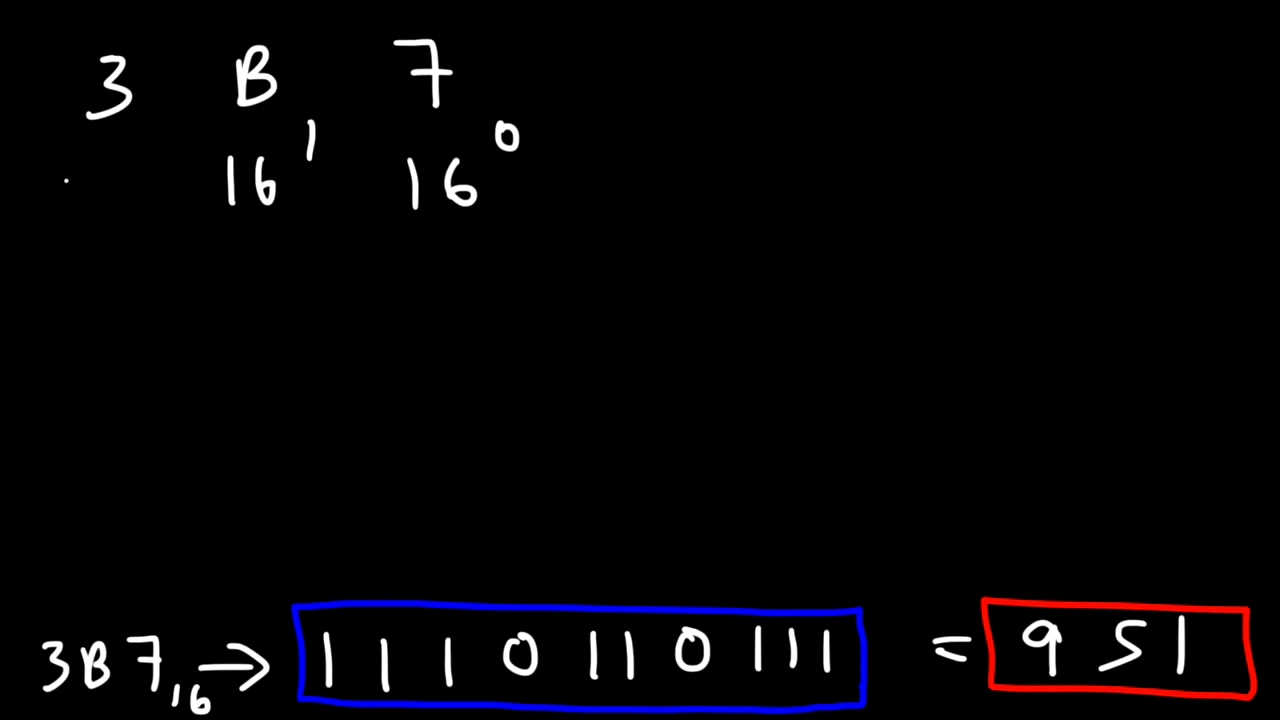 3 B 7
16¹ 16⁰
3B7₁₆ → 1110110111 = 951